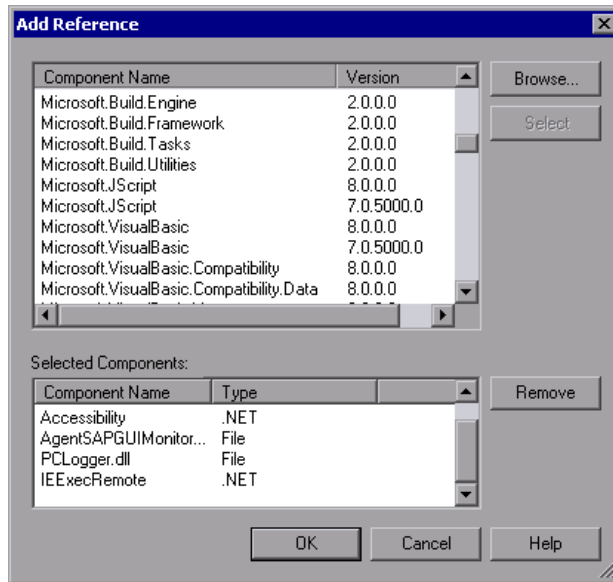 Add Reference
Component Name Version
Browse...
Microsoft.Build.Engine 2.0.0.0
Microsoft.Build.Framework 2.0.0.0
Select
Microsoft.Build.Tasks 2.0.0.0
Microsoft.Build.Utilities 2.0.0.0
Microsoft.JScript 8.0.0.0
Microsoft.JScript 7.0.5000.0
Microsoft.VisualBasic 8.0.0.0
Microsoft.VisualBasic 7.0.5000.0
Microsoft.VisualBasic.Compatibility 8.0.0.0
Microsoft.VisualBasic.Compatibility.Data 8.0.0.0
Selected Components:
Component Name Type
Remove
Accessibility .NET
AgentSAPGUIMonitor... File
PCLogger.dll File
IEExecRemote .NET
OK Cancel Help